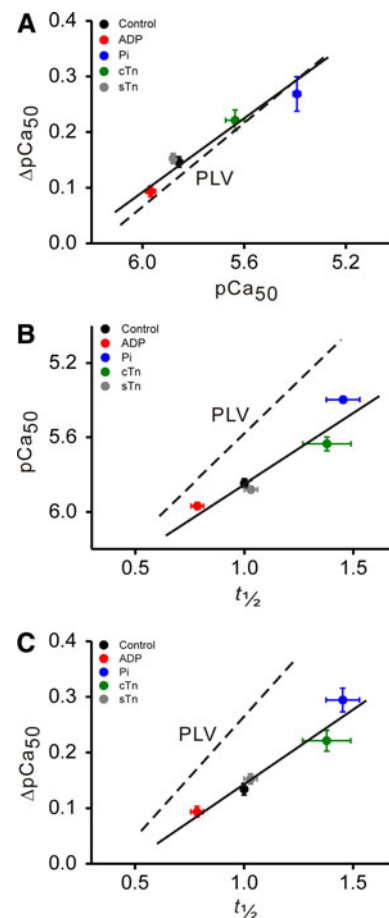 A
Control
ADP
Pi
cTn
sTn
0.4
0.3
0.2
0.1
0.0
ΔpCa50
PLV
6.0 5.6 5.2
pCa50
B
Control
ADP
Pi
cTn
sTn
5.2
5.6
6.0
pCa50
PLV
0.5 1.0 1.5
t½
C
Control
ADP
Pi
cTn
sTn
0.4
0.3
0.2
0.1
0.0
ΔpCa50
PLV
0.5 1.0 1.5
t½